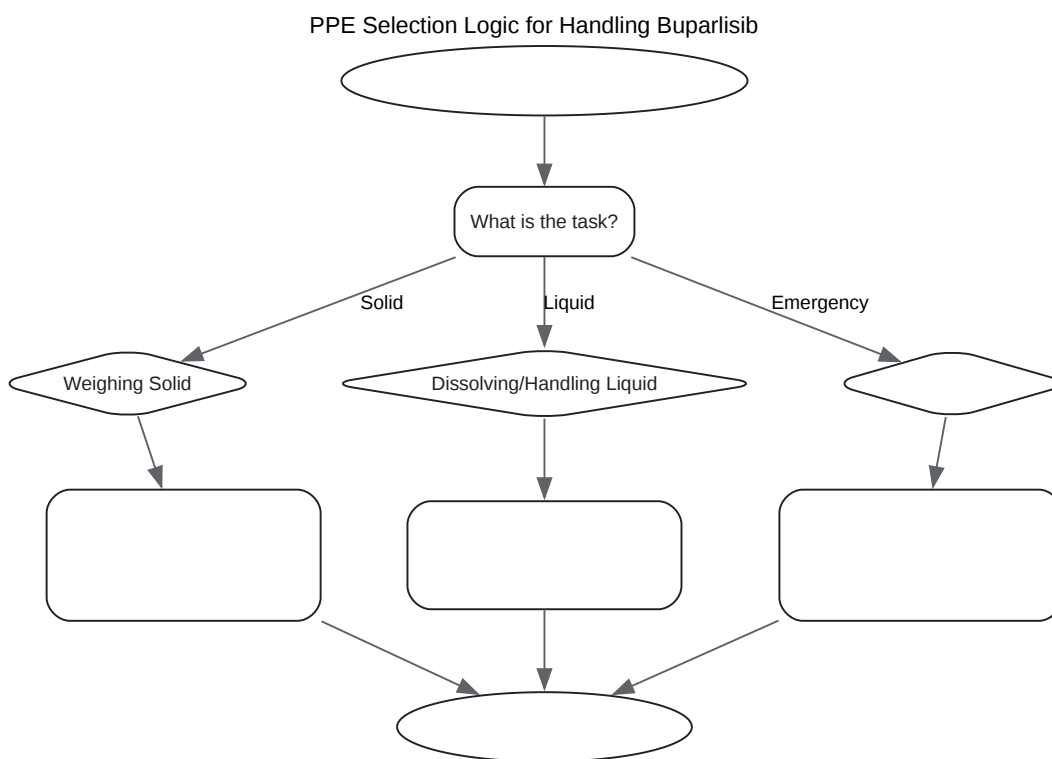 PPE Selection Logic for Handling Buparlisib
What is the task?
Solid
Liquid
Emergency
Weighing Solid
Dissolving/Handling Liquid